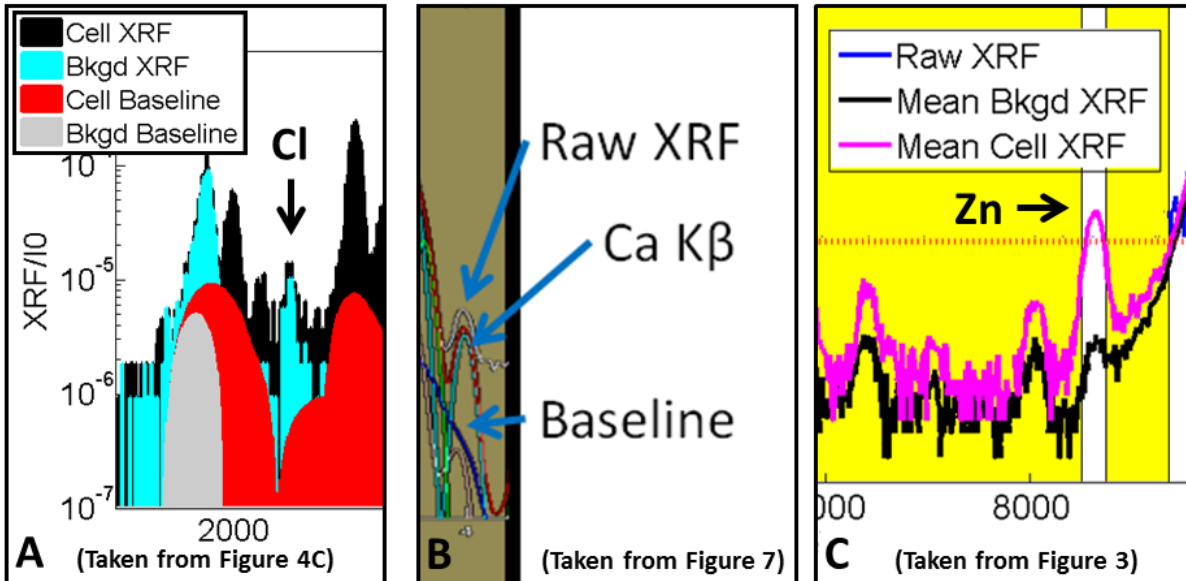 Cell XRF
Bkgd XRF
Cell Baseline
Bkgd Baseline
Cl
XRF/I0
10⁻⁵
10⁻⁶
10⁻⁷
2000
A
(Taken from Figure 4C)
Raw XRF
Ca Kβ
Baseline
4
B
(Taken from Figure 7)
Raw XRF
Mean Bkgd XRF
Mean Cell XRF
Zn
000
8000
C
(Taken from Figure 3)